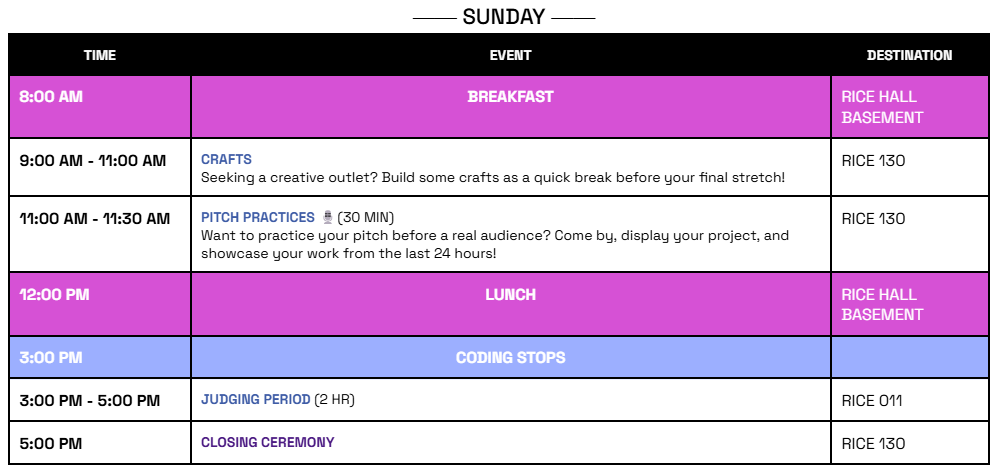 SUNDAY
TIME EVENT DESTINATION
8:00 AM BREAKFAST RICE HALL
BASEMENT
9:00 AM - 11:00 AM CRAFTS RICE 130
Seeking a creative outlet? Build some crafts as a quick break before your final stretch!
11:00 AM - 11:30 AM PITCH PRACTICES 🎙 (30 MIN) RICE 130
Want to practice your pitch before a real audience? Come by, display your project, and
showcase your work from the last 24 hours!
12:00 PM LUNCH RICE HALL
BASEMENT
3:00 PM CODING STOPS
3:00 PM - 5:00 PM JUDGING PERIOD (2 HR) RICE 011
5:00 PM CLOSING CEREMONY RICE 130